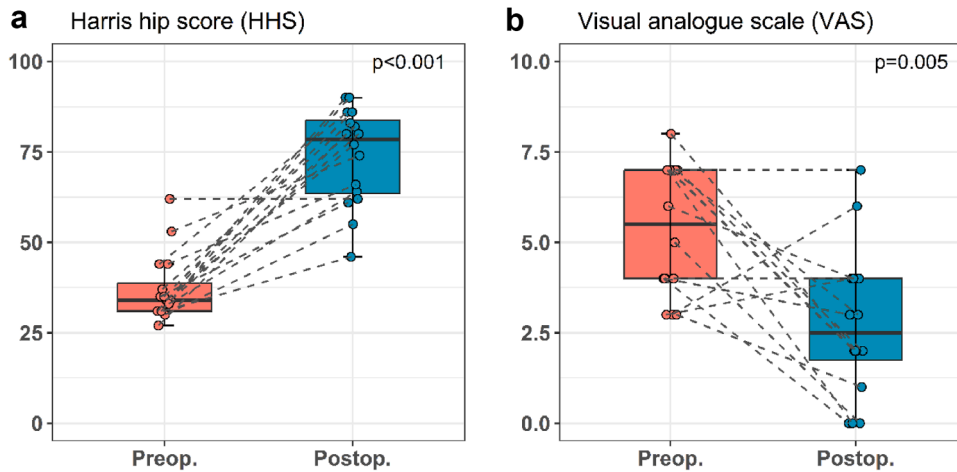 a Harris hip score (HHS)
p<0.001
100
75
50
25
0
Preop. Postop.
b Visual analogue scale (VAS)
p=0.005
10.0
7.5
5.0
2.5
0.0
Preop. Postop.